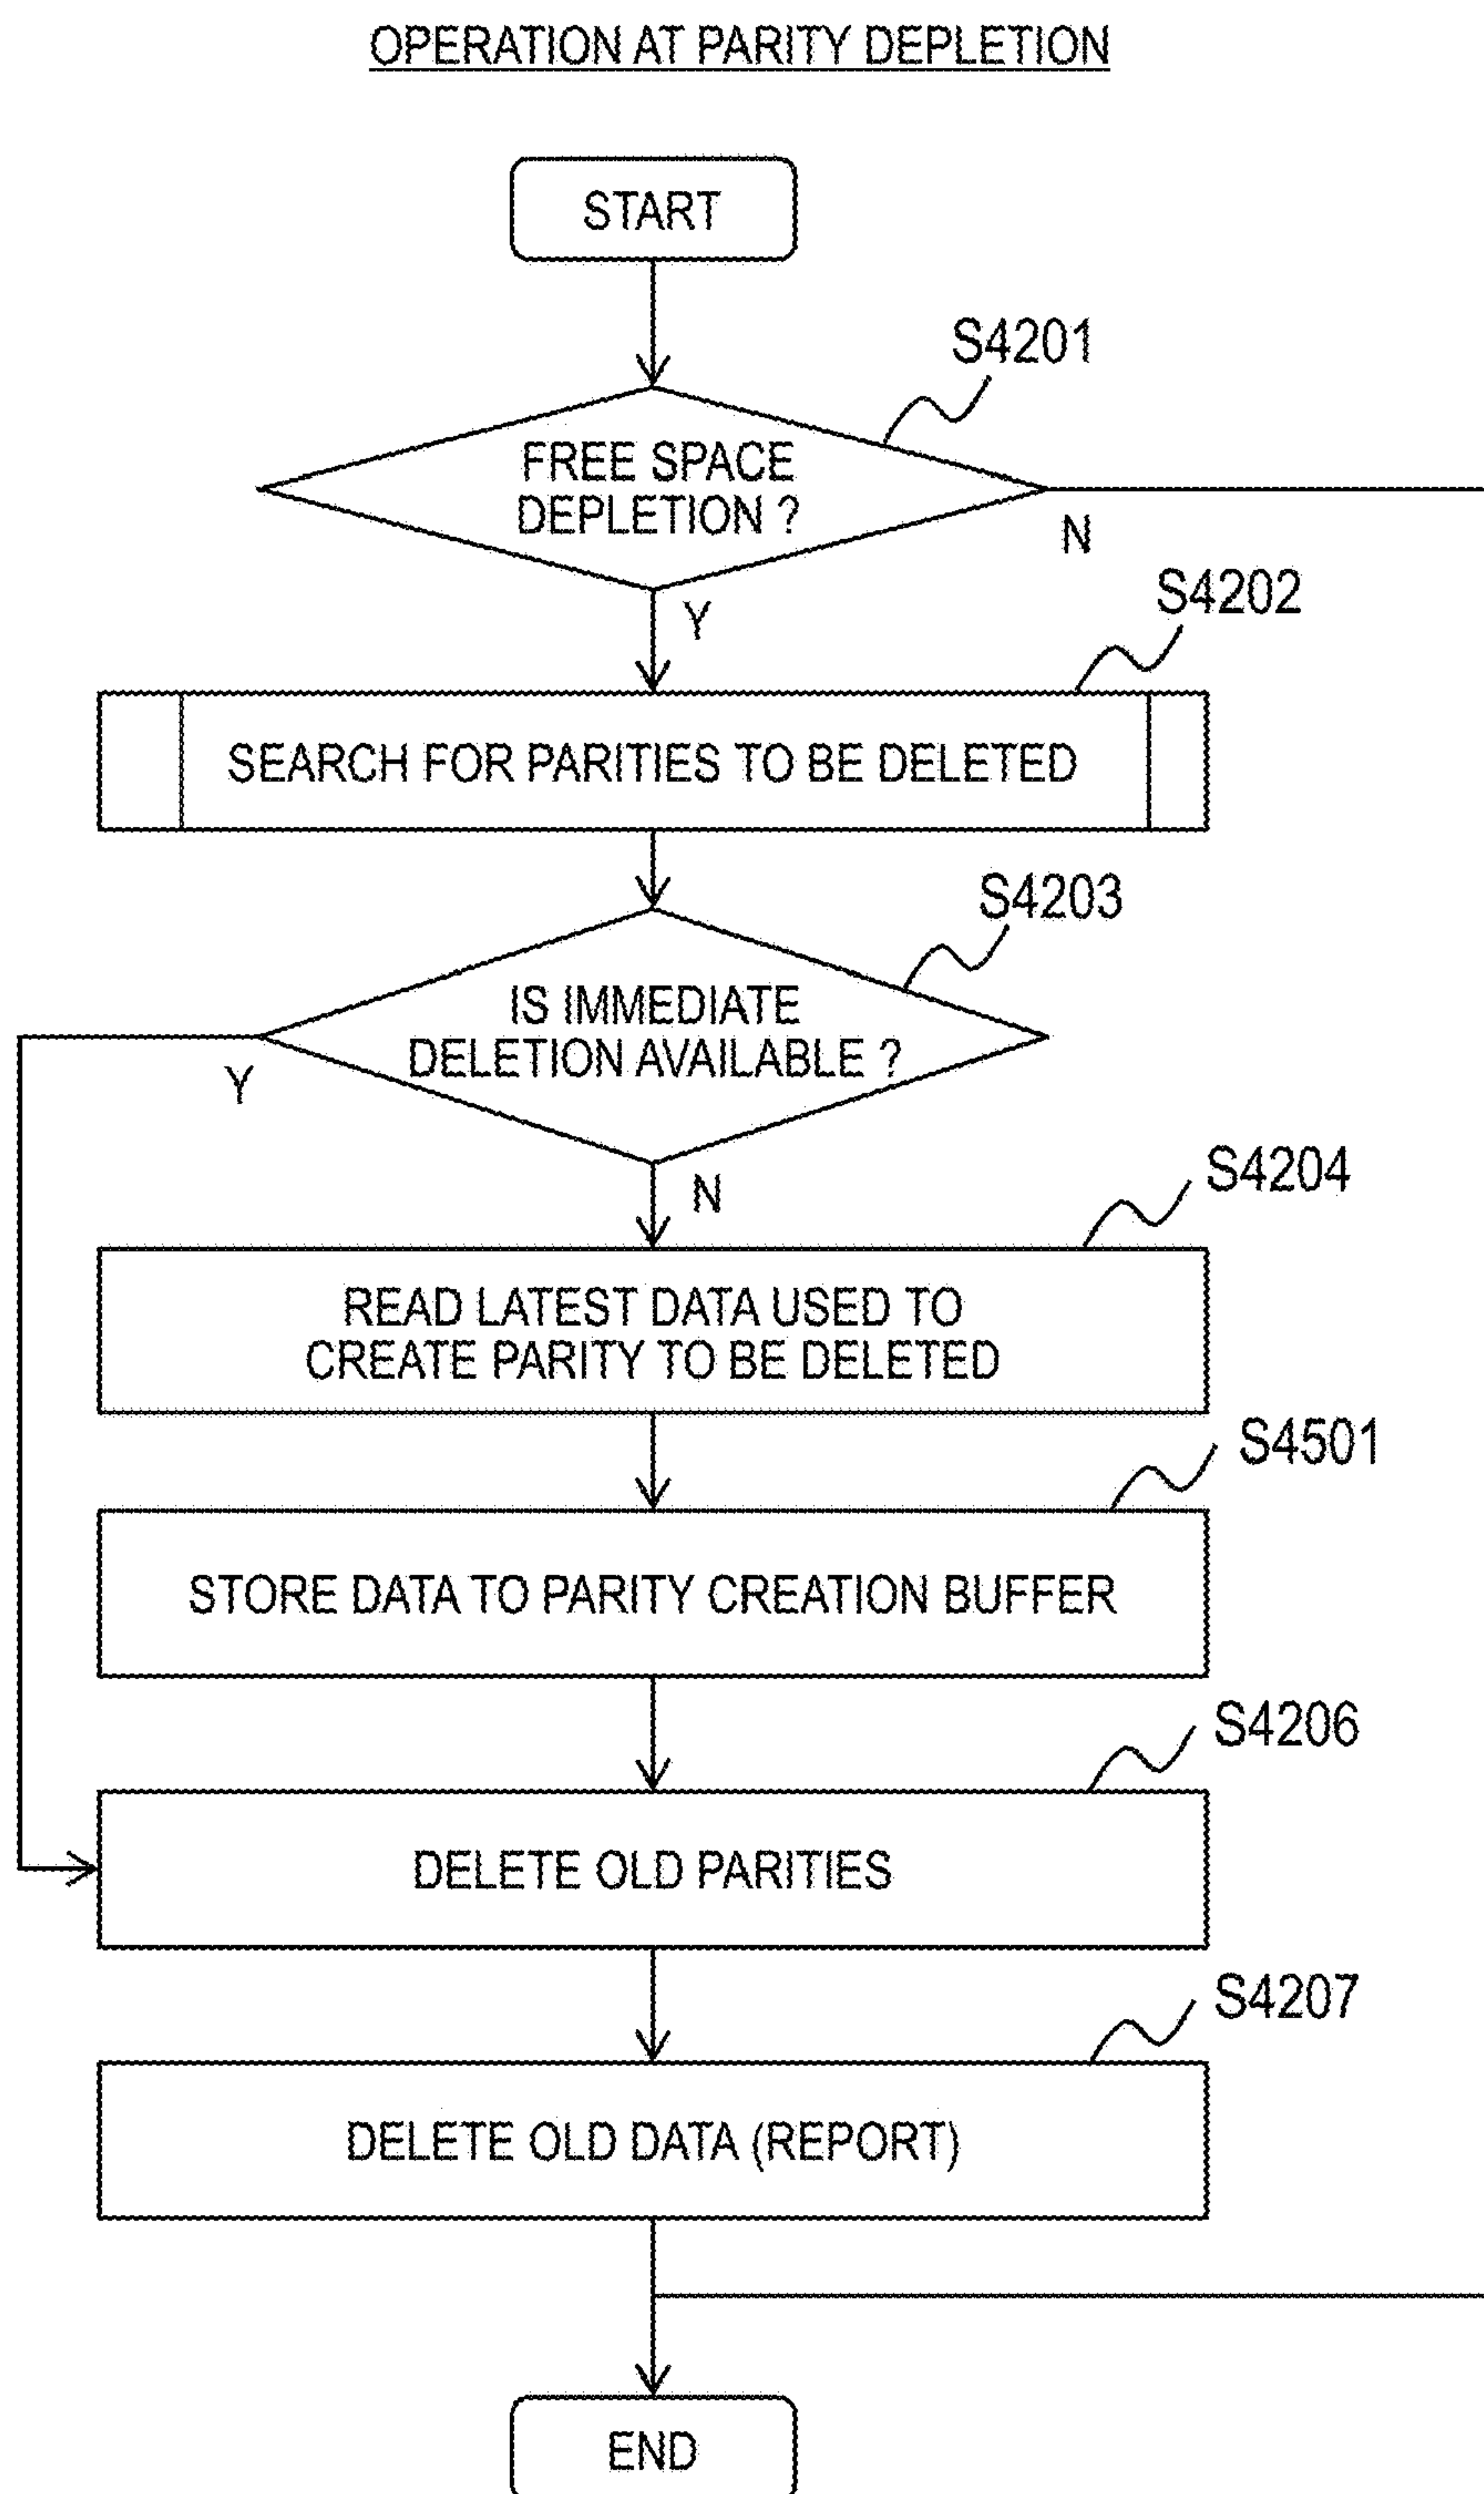 OPERATION AT PARITY DEPLETION
START
S4201
FREE SPACE
DEPLETION ?
N
Y
S4202
SEARCH FOR PARITIES TO BE DELETED
S4203
IS IMMEDIATE
DELETION AVAILABLE ?
Y
N
S4204
READ LATEST DATA USED TO
CREATE PARITY TO BE DELETED
S4501
STORE DATA TO PARITY CREATION BUFFER
S4206
DELETE OLD PARITIES
S4207
DELETE OLD DATA (REPORT)
END